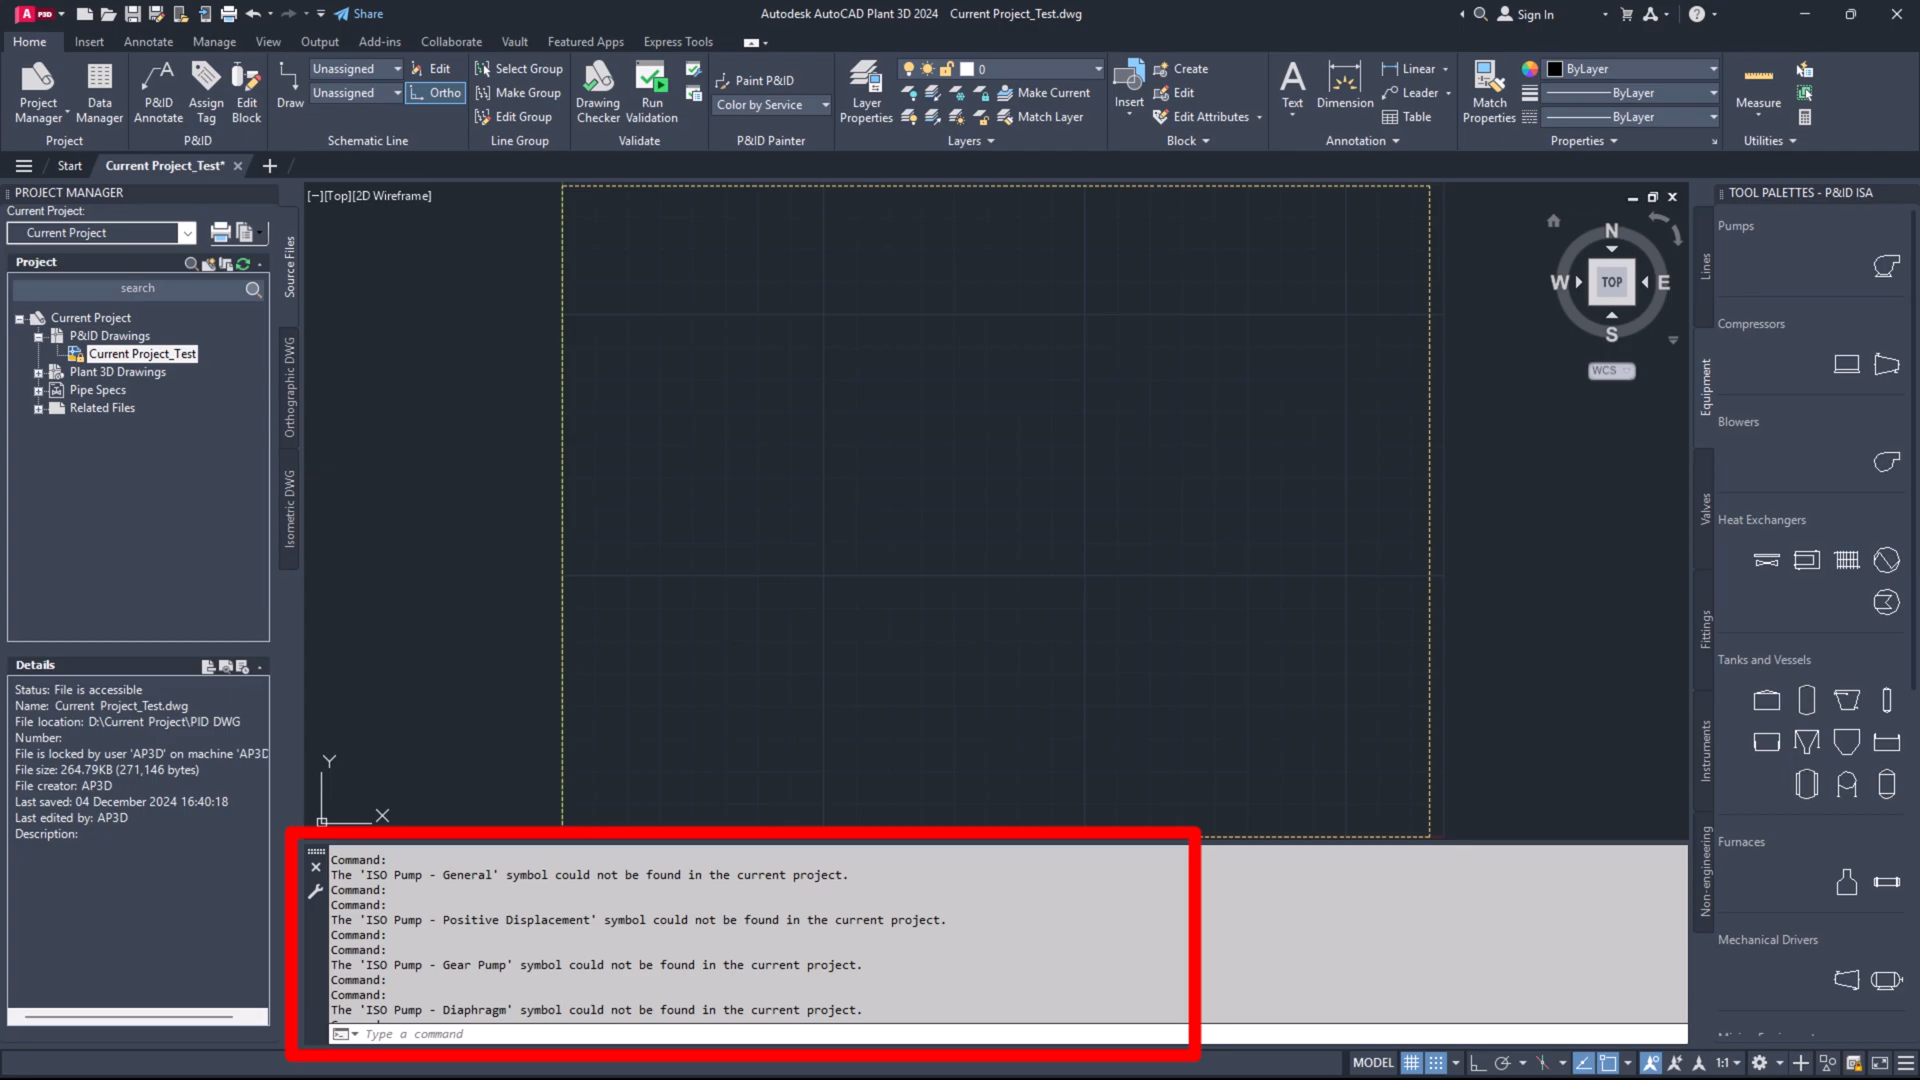 A P3D
Share
Autodesk AutoCAD Plant 3D 2024 Current Project_Test.dwg
Sign In
Home Insert Annotate Manage View Output Add-ins Collaborate Vault Featured Apps Express Tools
Project Manager
Data Manager
Project
P&ID Annotate
Assign Tag
Edit Block
P&ID
Draw
Unassigned
Unassigned
Edit
Ortho
Schematic Line
Select Group
Make Group
Edit Group
Line Group
Drawing Checker
Run Validation
Validate
Paint P&ID
Color by Service
P&ID Painter
Layer Properties
0
Make Current
Match Layer
Layers
Insert
Create
Edit
Edit Attributes
Block
Text
Dimension
Linear
Leader
Table
Annotation
Match Properties
ByLayer
ByLayer
ByLayer
Properties
Measure
Utilities
Start
Current Project_Test*
PROJECT MANAGER
Current Project:
Current Project
Project
search
Current Project
P&ID Drawings
Current Project_Test
Plant 3D Drawings
Pipe Specs
Related Files
Source Files
Orthographic DWG
Isometric DWG
Details
Status: File is accessible
Name: Current Project_Test.dwg
File location: D:\Current Project\PID DWG
Number:
File is locked by user 'AP3D' on machine 'AP3D
File size: 264.79KB (271,146 bytes)
File creator: AP3D
Last saved: 04 December 2024 16:40:18
Last edited by: AP3D
Description:
[−][Top][2D Wireframe]
N
W TOP E
S
WCS
Y
X
Command:
The 'ISO Pump - General' symbol could not be found in the current project.
Command:
Command:
The 'ISO Pump - Positive Displacement' symbol could not be found in the current project.
Command:
Command:
The 'ISO Pump - Gear Pump' symbol could not be found in the current project.
Command:
Command:
The 'ISO Pump - Diaphragm' symbol could not be found in the current project.
Type a command
TOOL PALETTES - P&ID ISA
Lines
Equipment
Valves
Fittings
Instruments
Non-engineering
Pumps
Compressors
Blowers
Heat Exchangers
Tanks and Vessels
Furnaces
Mechanical Drivers
MODEL
1:1